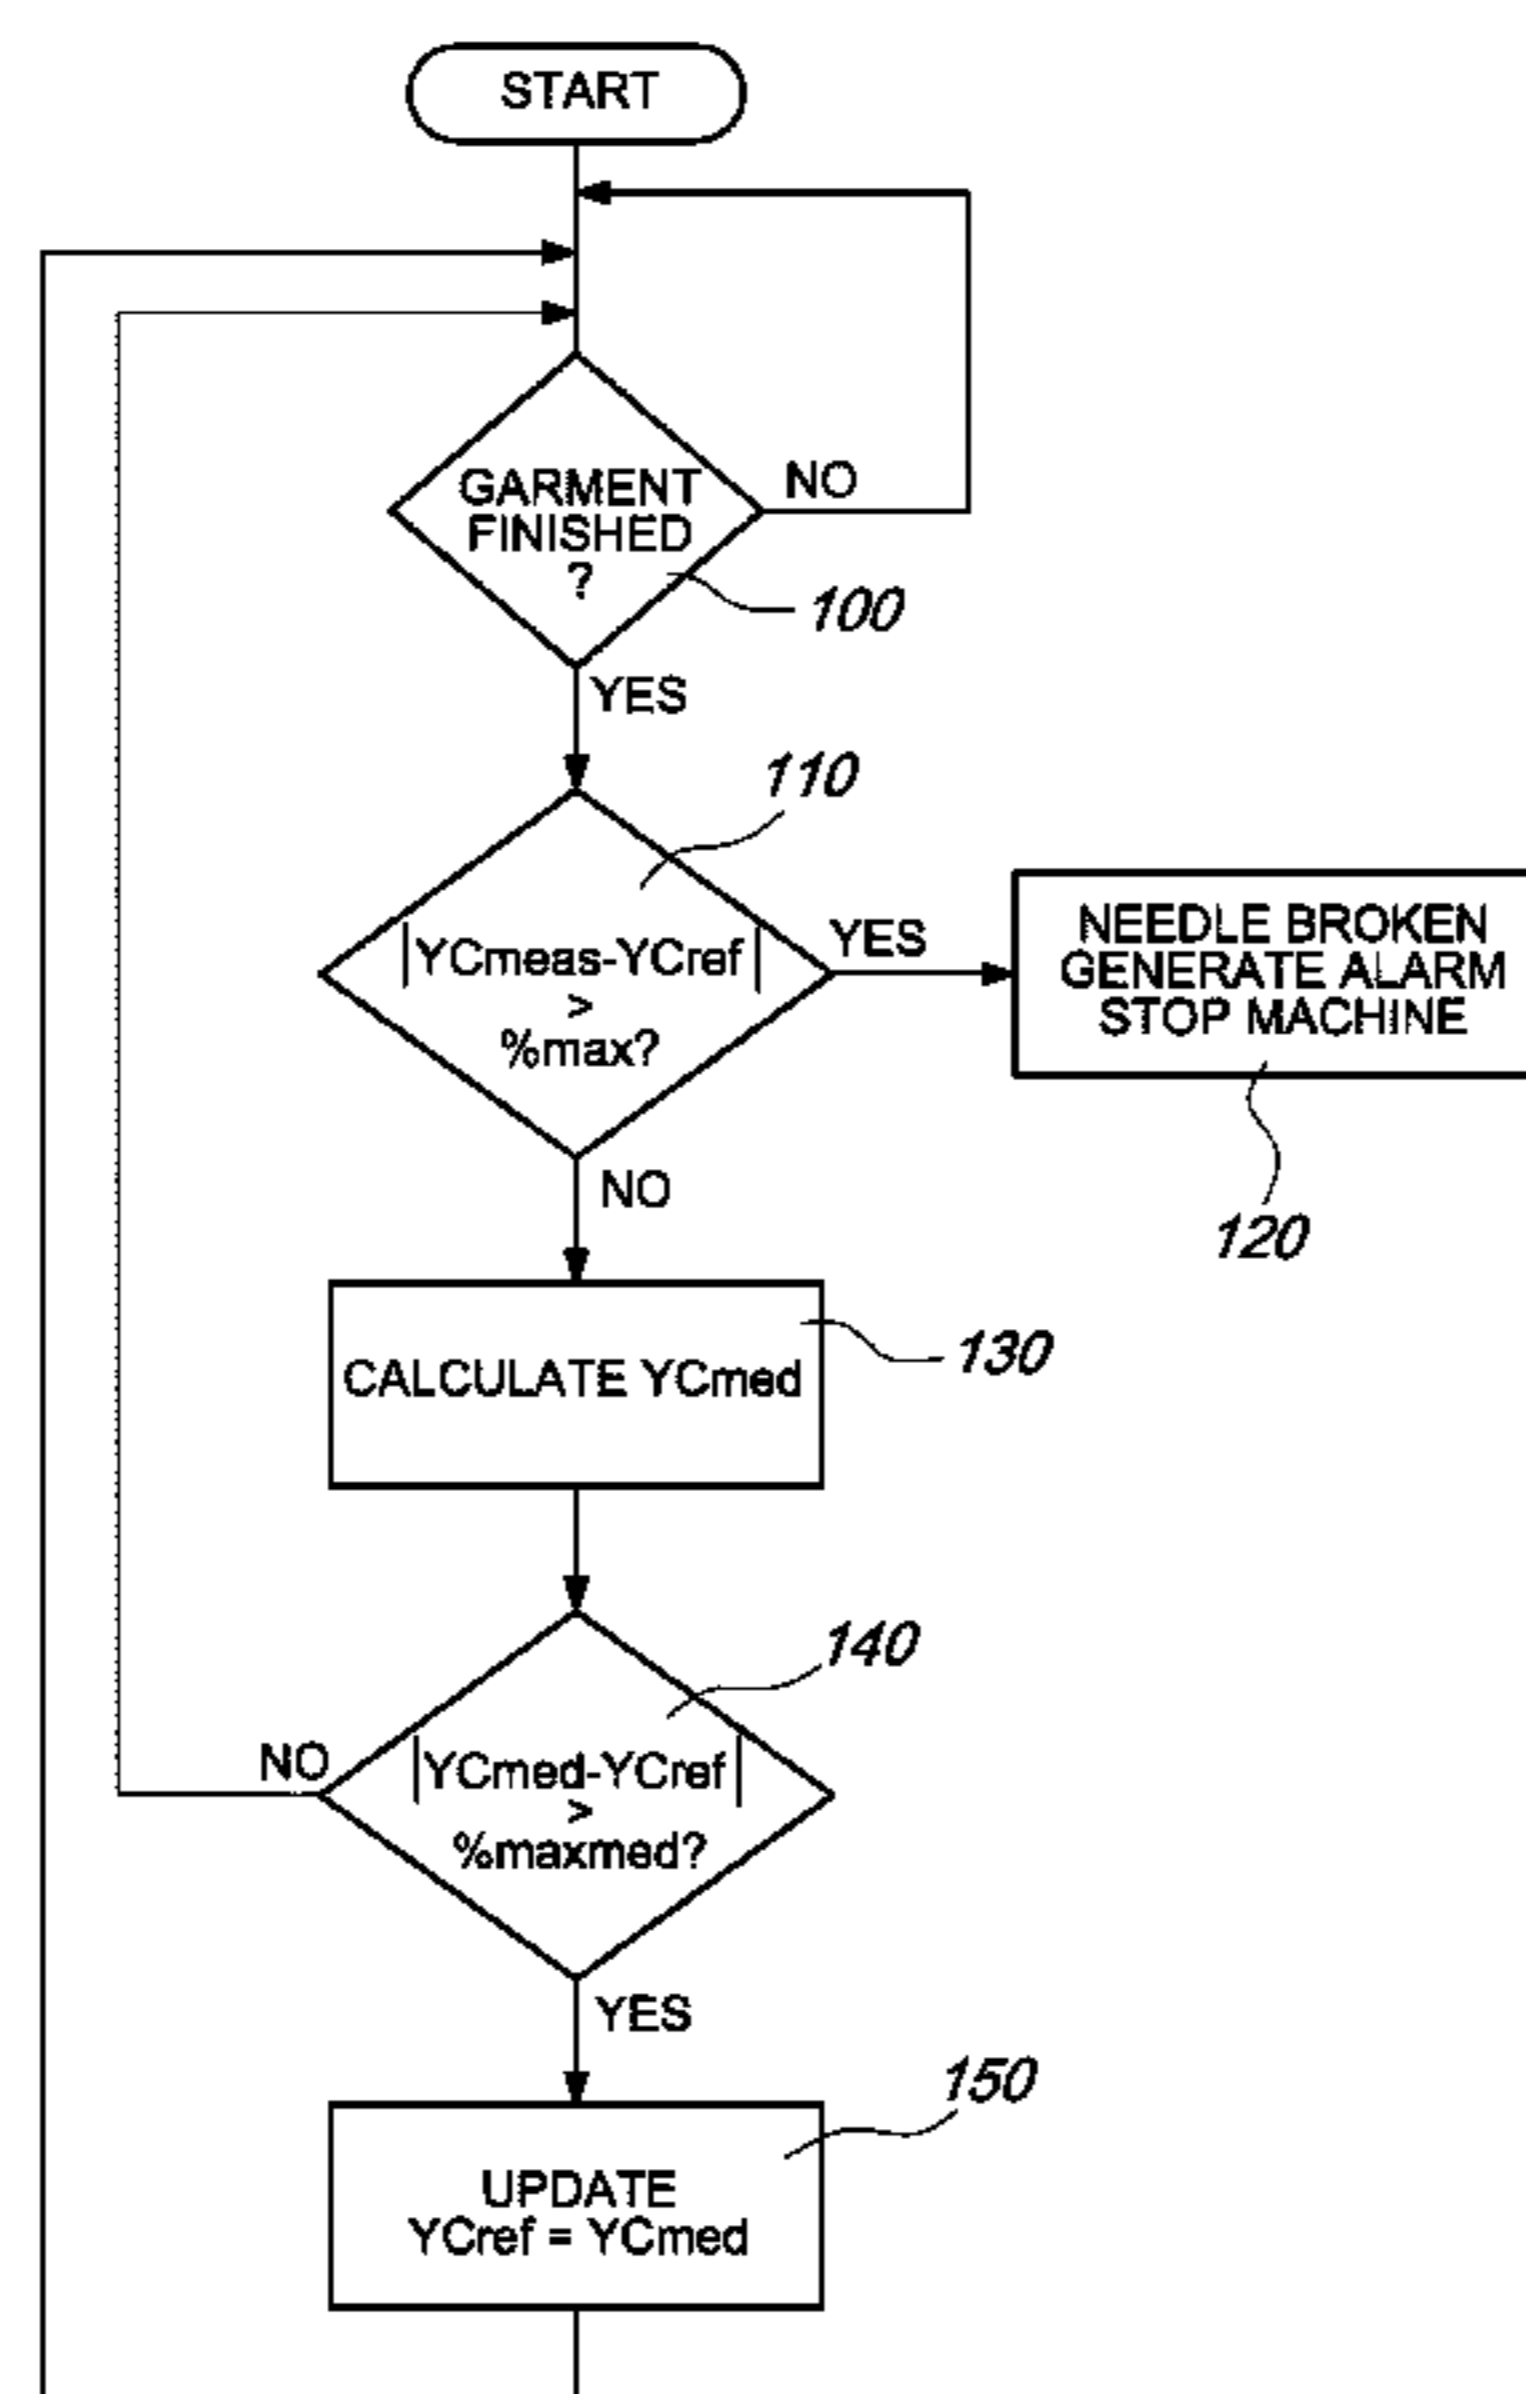 START
GARMENT
FINISHED
?
NO
100
YES
110
|YCmeas-YCref|
>
%max?
YES
NEEDLE BROKEN
GENERATE ALARM
STOP MACHINE
120
NO
CALCULATE YCmed
130
140
NO
|YCmed-YCref|
>
%maxmed?
YES
150
UPDATE
YCref = YCmed